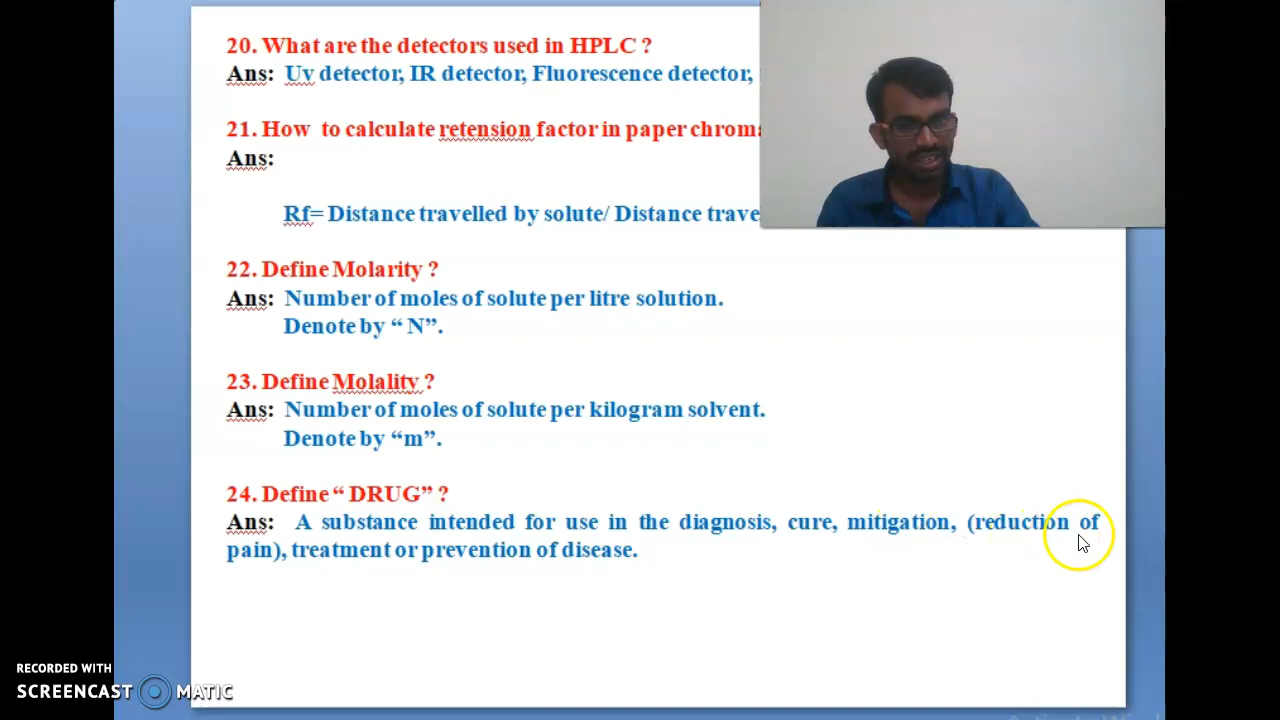 20. What are the detectors used in HPLC ?
Ans: Uv detector, IR detector, Fluorescence detector,
21. How to calculate retension factor in paper
Ans:
Rf= Distance travelled by solute/ Distance
22. Define Molarity ?
Ans: Number of moles of solute per litre solution.
Denote by “ N”.
23. Define Molality ?
Ans: Number of moles of solute per kilogram solvent.
Denote by “m”.
24. Define “ DRUG” ?
Ans: A substance intended for use in the diagnosis, cure, mitigation, (reduction of
pain), treatment or prevention of disease.
RECORDED WITH
SCREENCAST MATIC